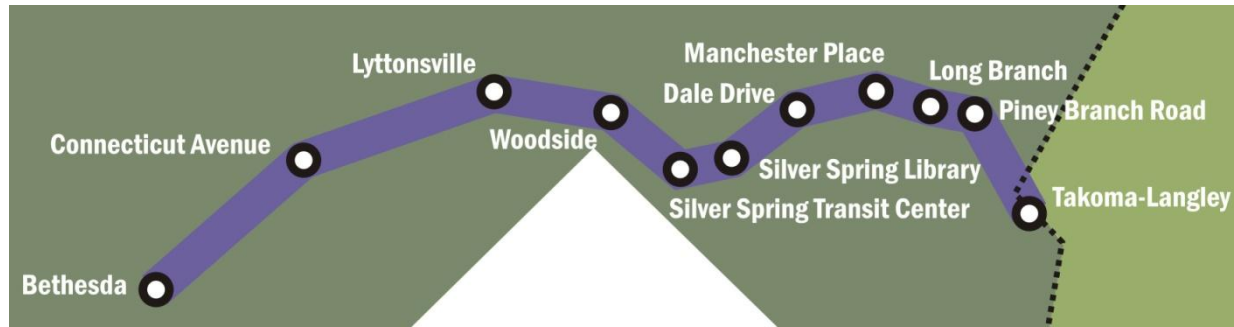 Manchester Place
Lyttonsville
Long Branch
Dale Drive
Piney Branch Road
Connecticut Avenue
Woodside
Silver Spring Library
Takoma-Langley
Silver Spring Transit Center
Bethesda